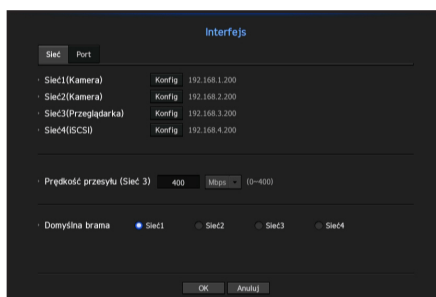 Interfejs
Sieć Port
· Sieć1(Kamera) Konfig 192.168.1.200
· Sieć2(Kamera) Konfig 192.168.2.200
· Sieć3(Przeglądarka) Konfig 192.168.3.200
· Sieć4(iSCSI) Konfig 192.168.4.200
· Prędkość przesyłu (Sieć 3) 400 Mbps (0~400)
· Domyślna brama Sieć1 Sieć2 Sieć3 Sieć4
OK Anuluj